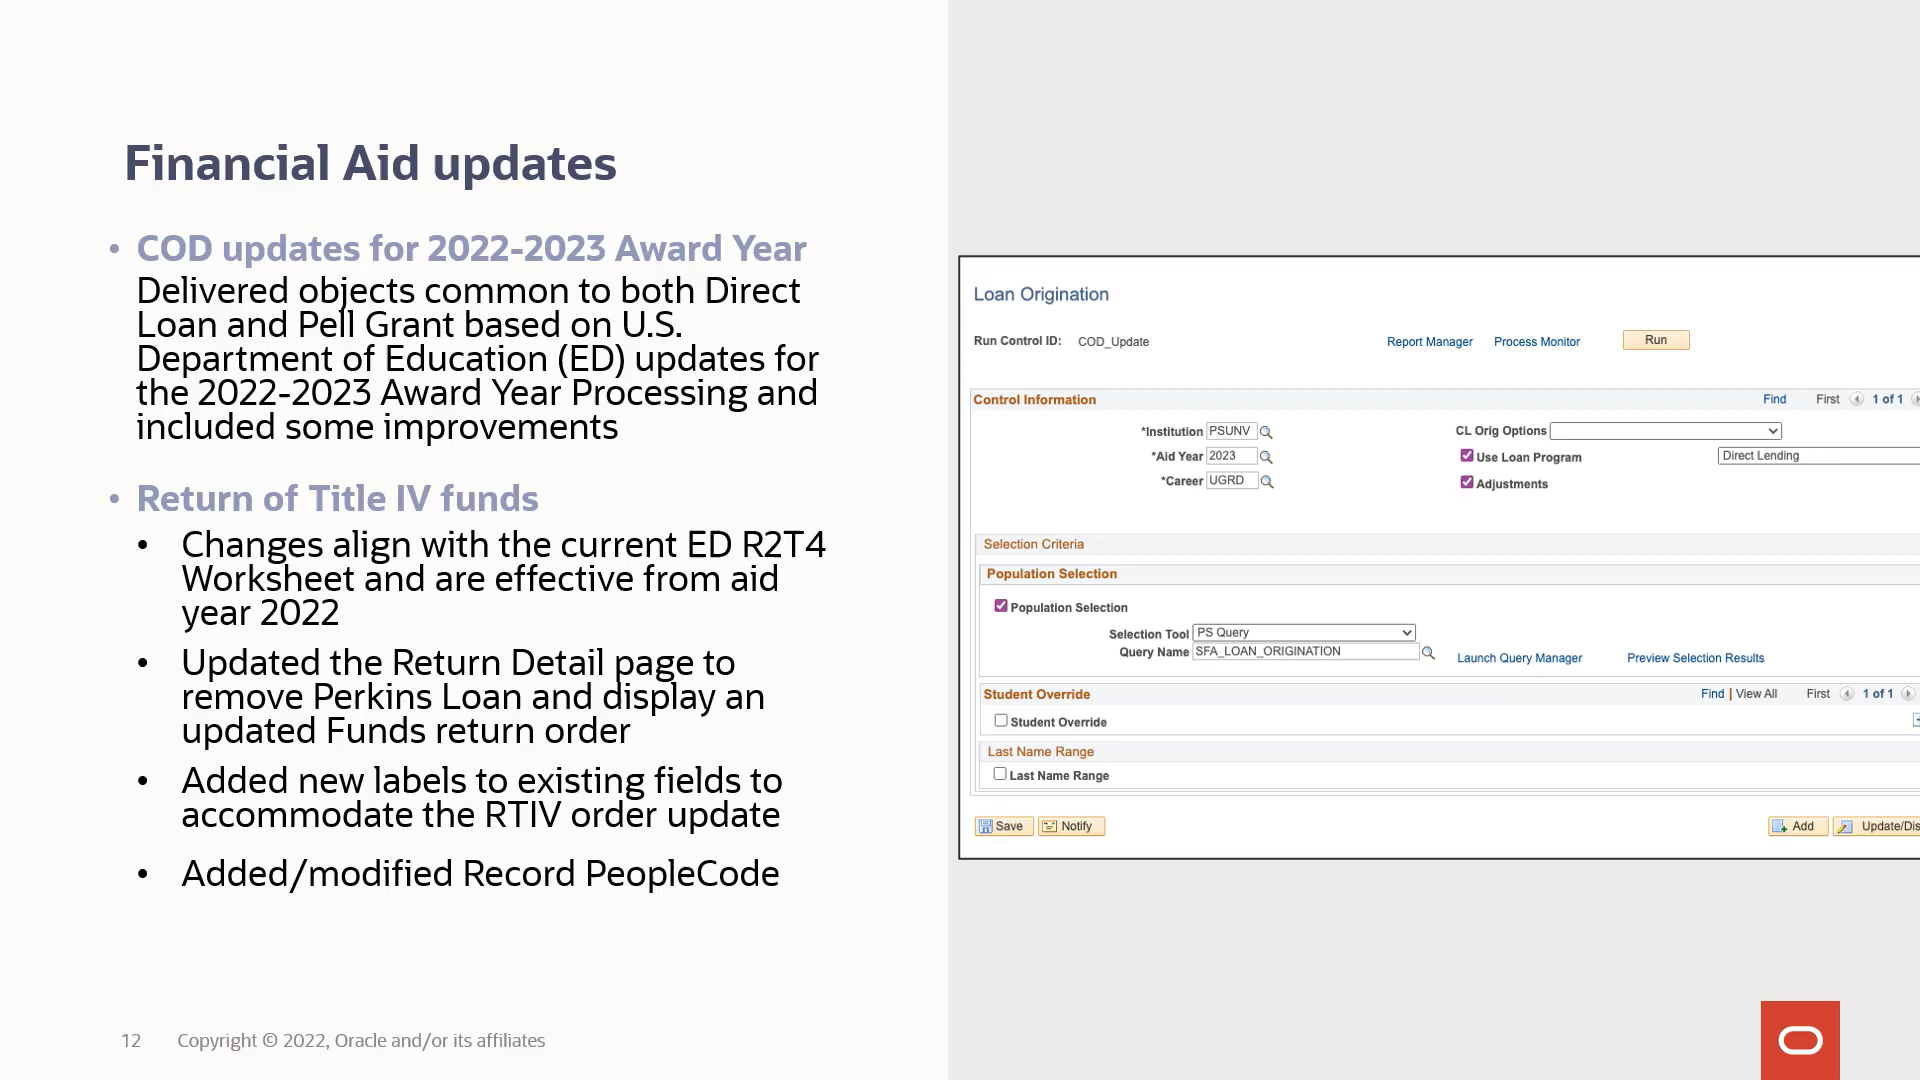 Financial Aid updates
• COD updates for 2022-2023 Award Year
Delivered objects common to both Direct
Loan and Pell Grant based on U.S.
Department of Education (ED) updates for
the 2022-2023 Award Year Processing and
included some improvements
• Return of Title IV funds
• Changes align with the current ED R2T4
Worksheet and are effective from aid
year 2022
• Updated the Return Detail page to
remove Perkins Loan and display an
updated Funds return order
• Added new labels to existing fields to
accommodate the RTIV order update
• Added/modified Record PeopleCode
12 Copyright © 2022, Oracle and/or its affiliates
Loan Origination
Run Control ID: COD_Update Report Manager Process Monitor Run
Control Information Find First 1 of 1
*Institution PSUNV CL Orig Options
*Aid Year 2023 Use Loan Program Direct Lending
*Career UGRD Adjustments
Selection Criteria
Population Selection
Population Selection
Selection Tool PS Query
Query Name SFA_LOAN_ORIGINATION Launch Query Manager Preview Selection Results
Student Override Find | View All First 1 of 1
Student Override
Last Name Range
Last Name Range
Save Notify Add Update/Dis